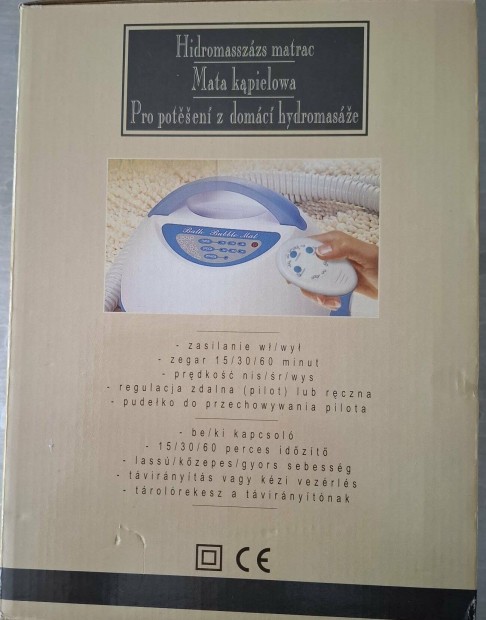 Hidromasszázs matrac
Mata kąpielowa
Pro potěšení z domácí hydromasáže
Bath Bubble Mat
- zasilanie wł/wył
- zegar 15/30/60 minut
- prędkość nis/śr/wys
- regulacja zdalna (pilot) lub ręczna
- pudełko do przechowywania pilota
- be/ki kapcsoló
- 15/30/60 perces időzítő
- lassú/közepes/gyors sebesség
- távirányítás vagy kézi vezérlés
- tárolórekesz a távirányítónak
CE